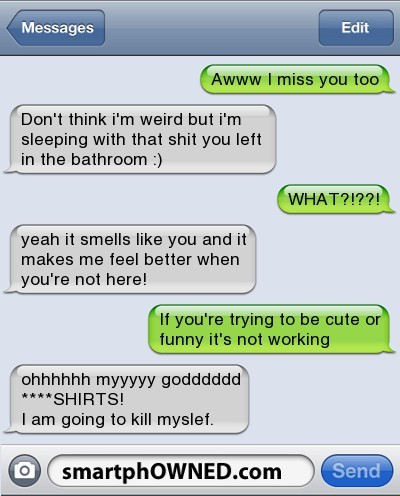 Messages
Edit
Awww I miss you too
Don't think i'm weird but i'm
sleeping with that shit you left
in the bathroom :)
WHAT?!??!
yeah it smells like you and it
makes me feel better when
you're not here!
If you're trying to be cute or
funny it's not working
ohhhhhh myyyyy godddddd
****SHIRTS!
I am going to kill myslef.
smartphOWNED.com
Send